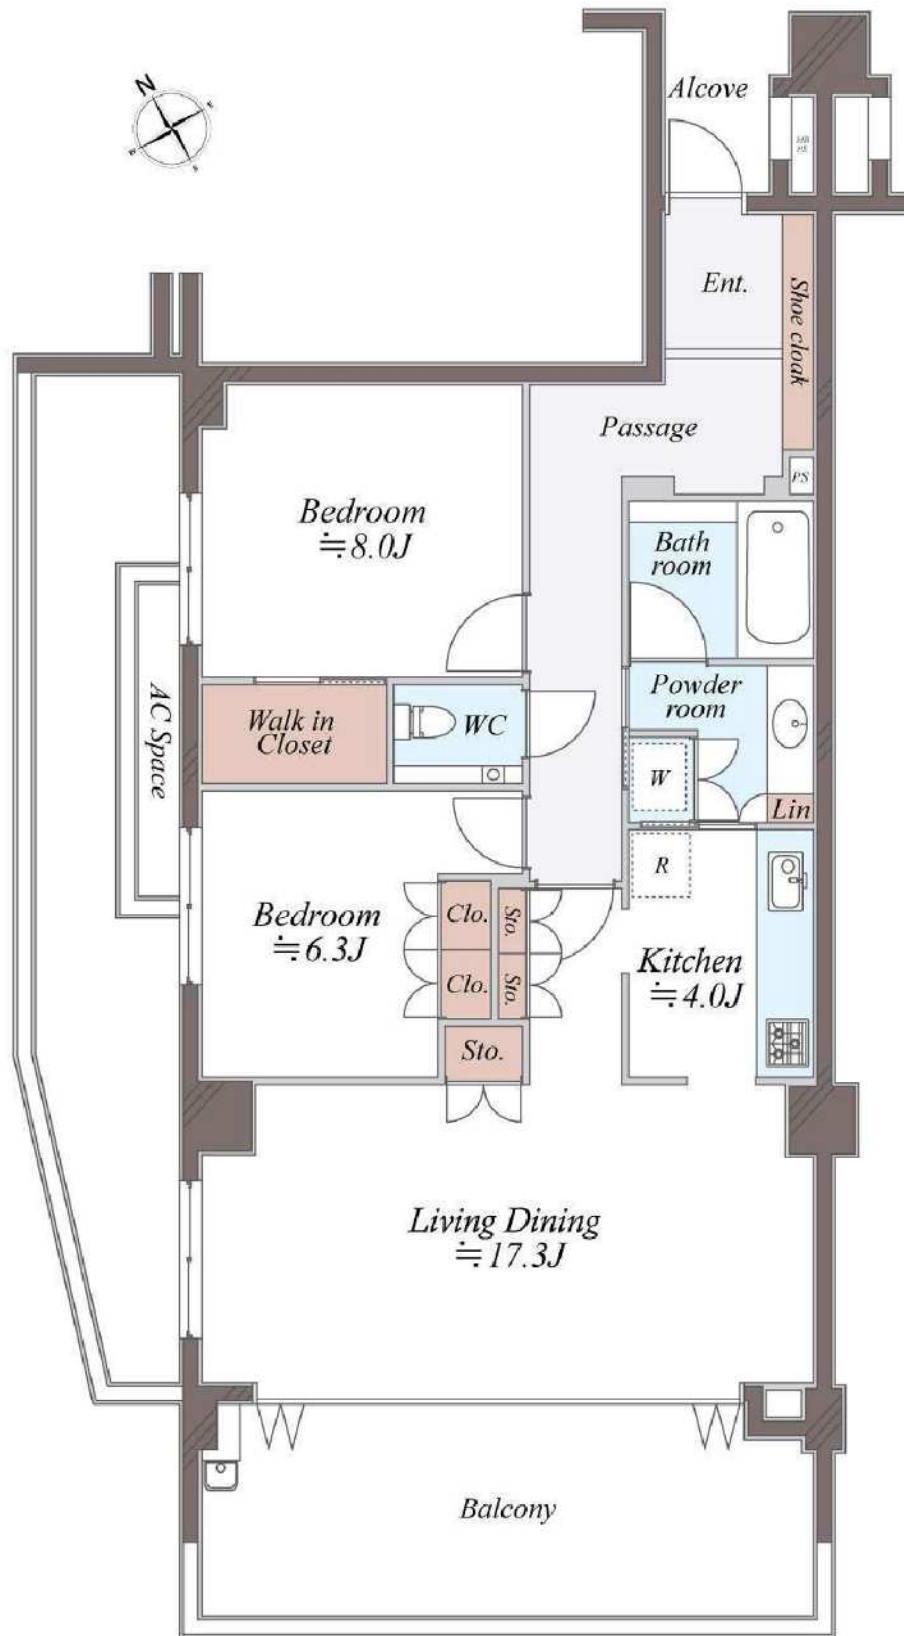 N
Alcove
Ent.
Shoe cloak
Passage
PS
Bedroom
≒8.0J
Bath
room
Walk in
Closet
WC
Powder
room
AC Space
W
Lin
R
Bedroom
≒6.3J
Clo.
Sto.
Clo.
Sto.
Kitchen
≒4.0J
Sto.
Living Dining
≒17.3J
Balcony